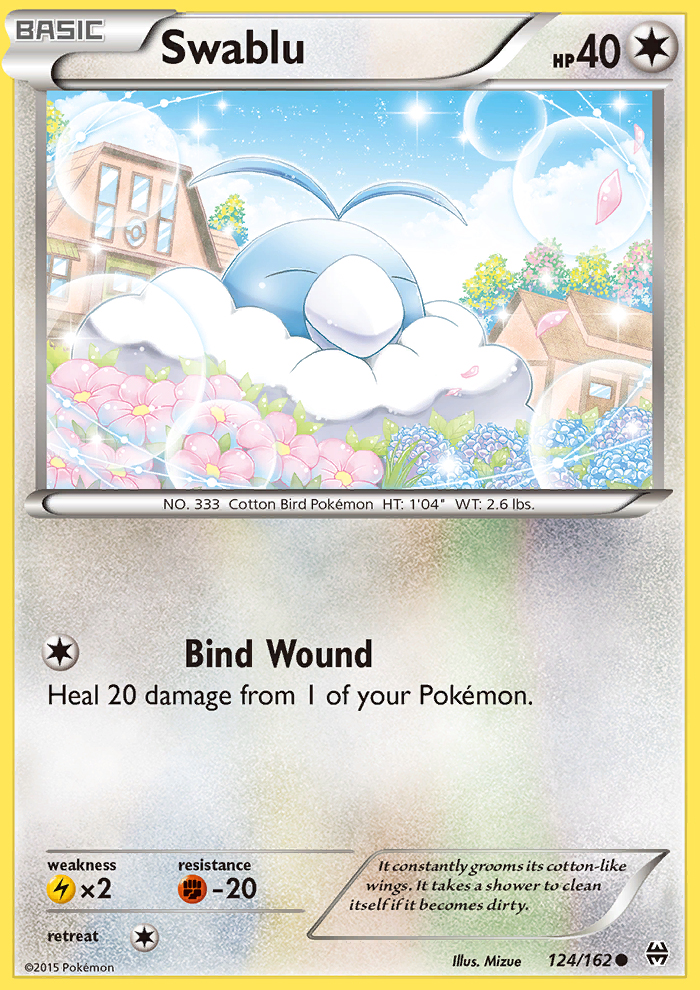 BASIC
Swablu
HP40
NO. 333 Cotton Bird Pokémon HT: 1'04" WT: 2.6 lbs.
Bind Wound
Heal 20 damage from 1 of your Pokémon.
weakness
×2
resistance
-20
It constantly grooms its cotton-like
wings. It takes a shower to clean
itself if it becomes dirty.
retreat
©2015 Pokémon
Illus. Mizue
124/162